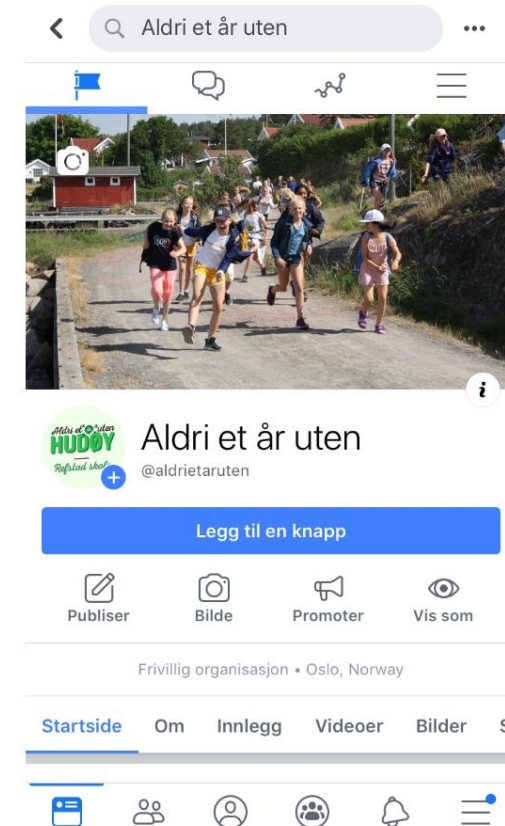 Aldri et år uten
Aldri et uten
HUDØY
Refstad skole
Aldri et år uten
@aldrietaruten
Legg til en knapp
Publiser Bilde Promoter Vis som
Frivillig organisasjon • Oslo, Norway
Startside Om Innlegg Videoer Bilder S